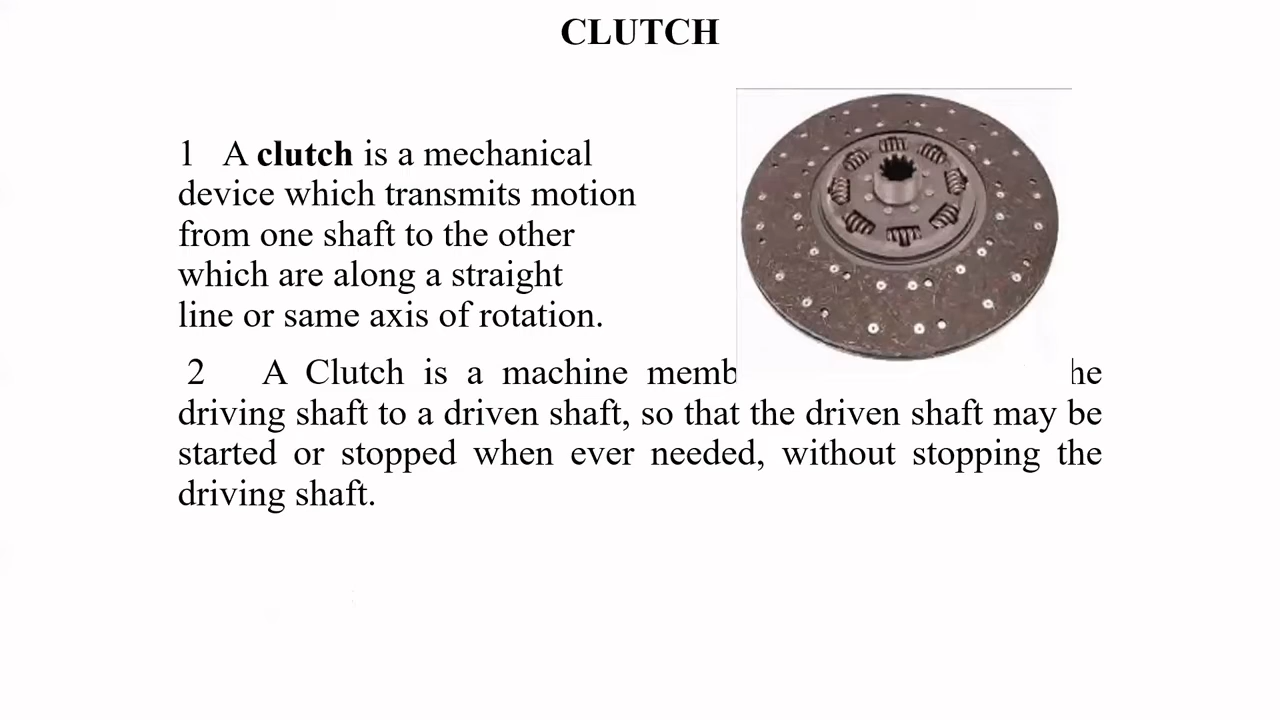 CLUTCH
1 A clutch is a mechanical
device which transmits motion
from one shaft to the other
which are along a straight
line or same axis of rotation.
2 A Clutch is a machine memb he
driving shaft to a driven shaft, so that the driven shaft may be
started or stopped when ever needed, without stopping the
driving shaft.